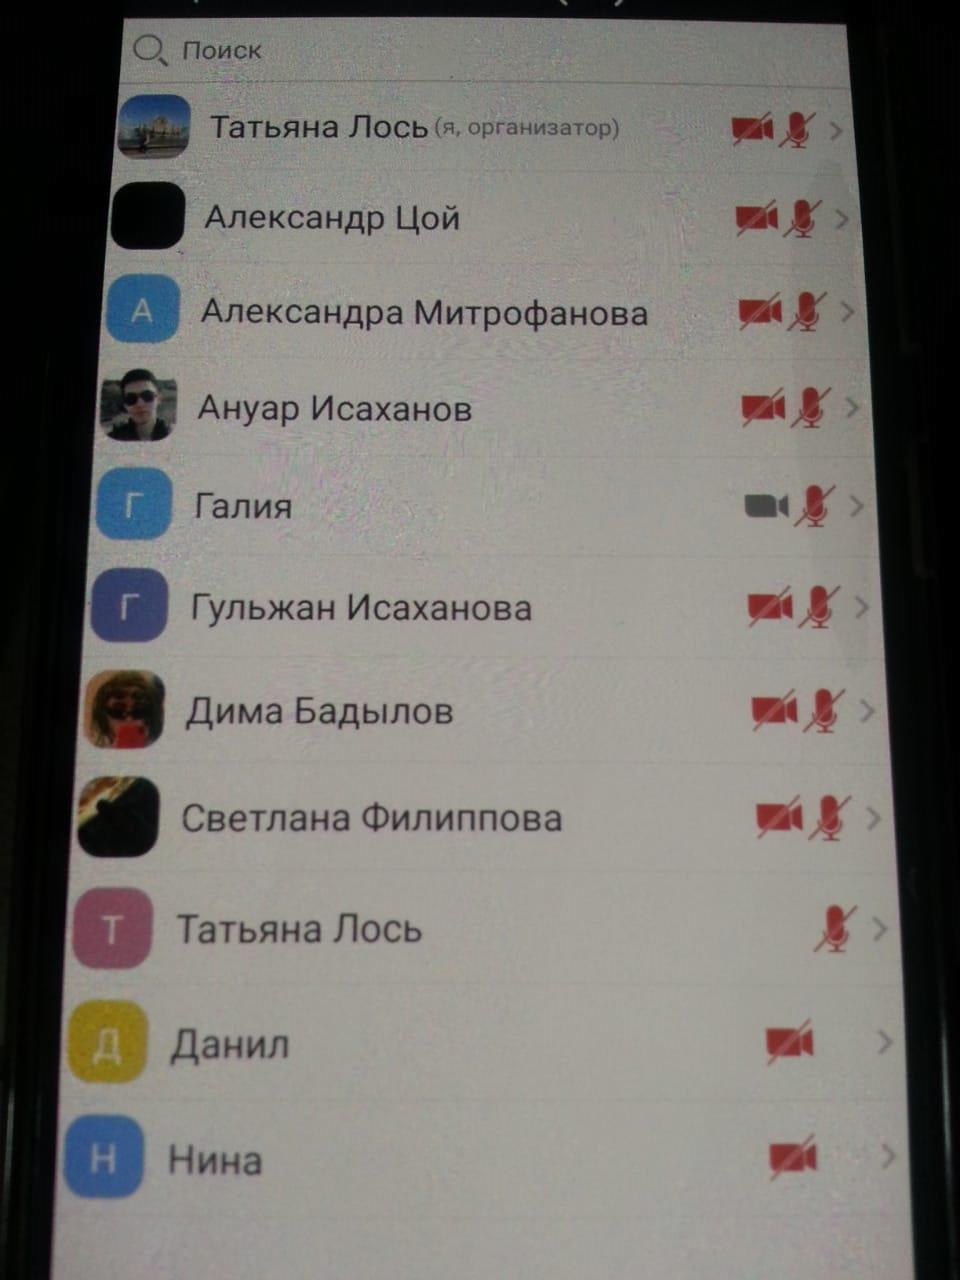 Поиск
Татьяна Лось (я, организатор)
Александр Цой
А Александра Митрофанова
Ануар Исаханов
Г Галия
Г Гульжан Исаханова
Дима Бадылов
Светлана Филиппова
Т Татьяна Лось
Д Данил
Н Нина